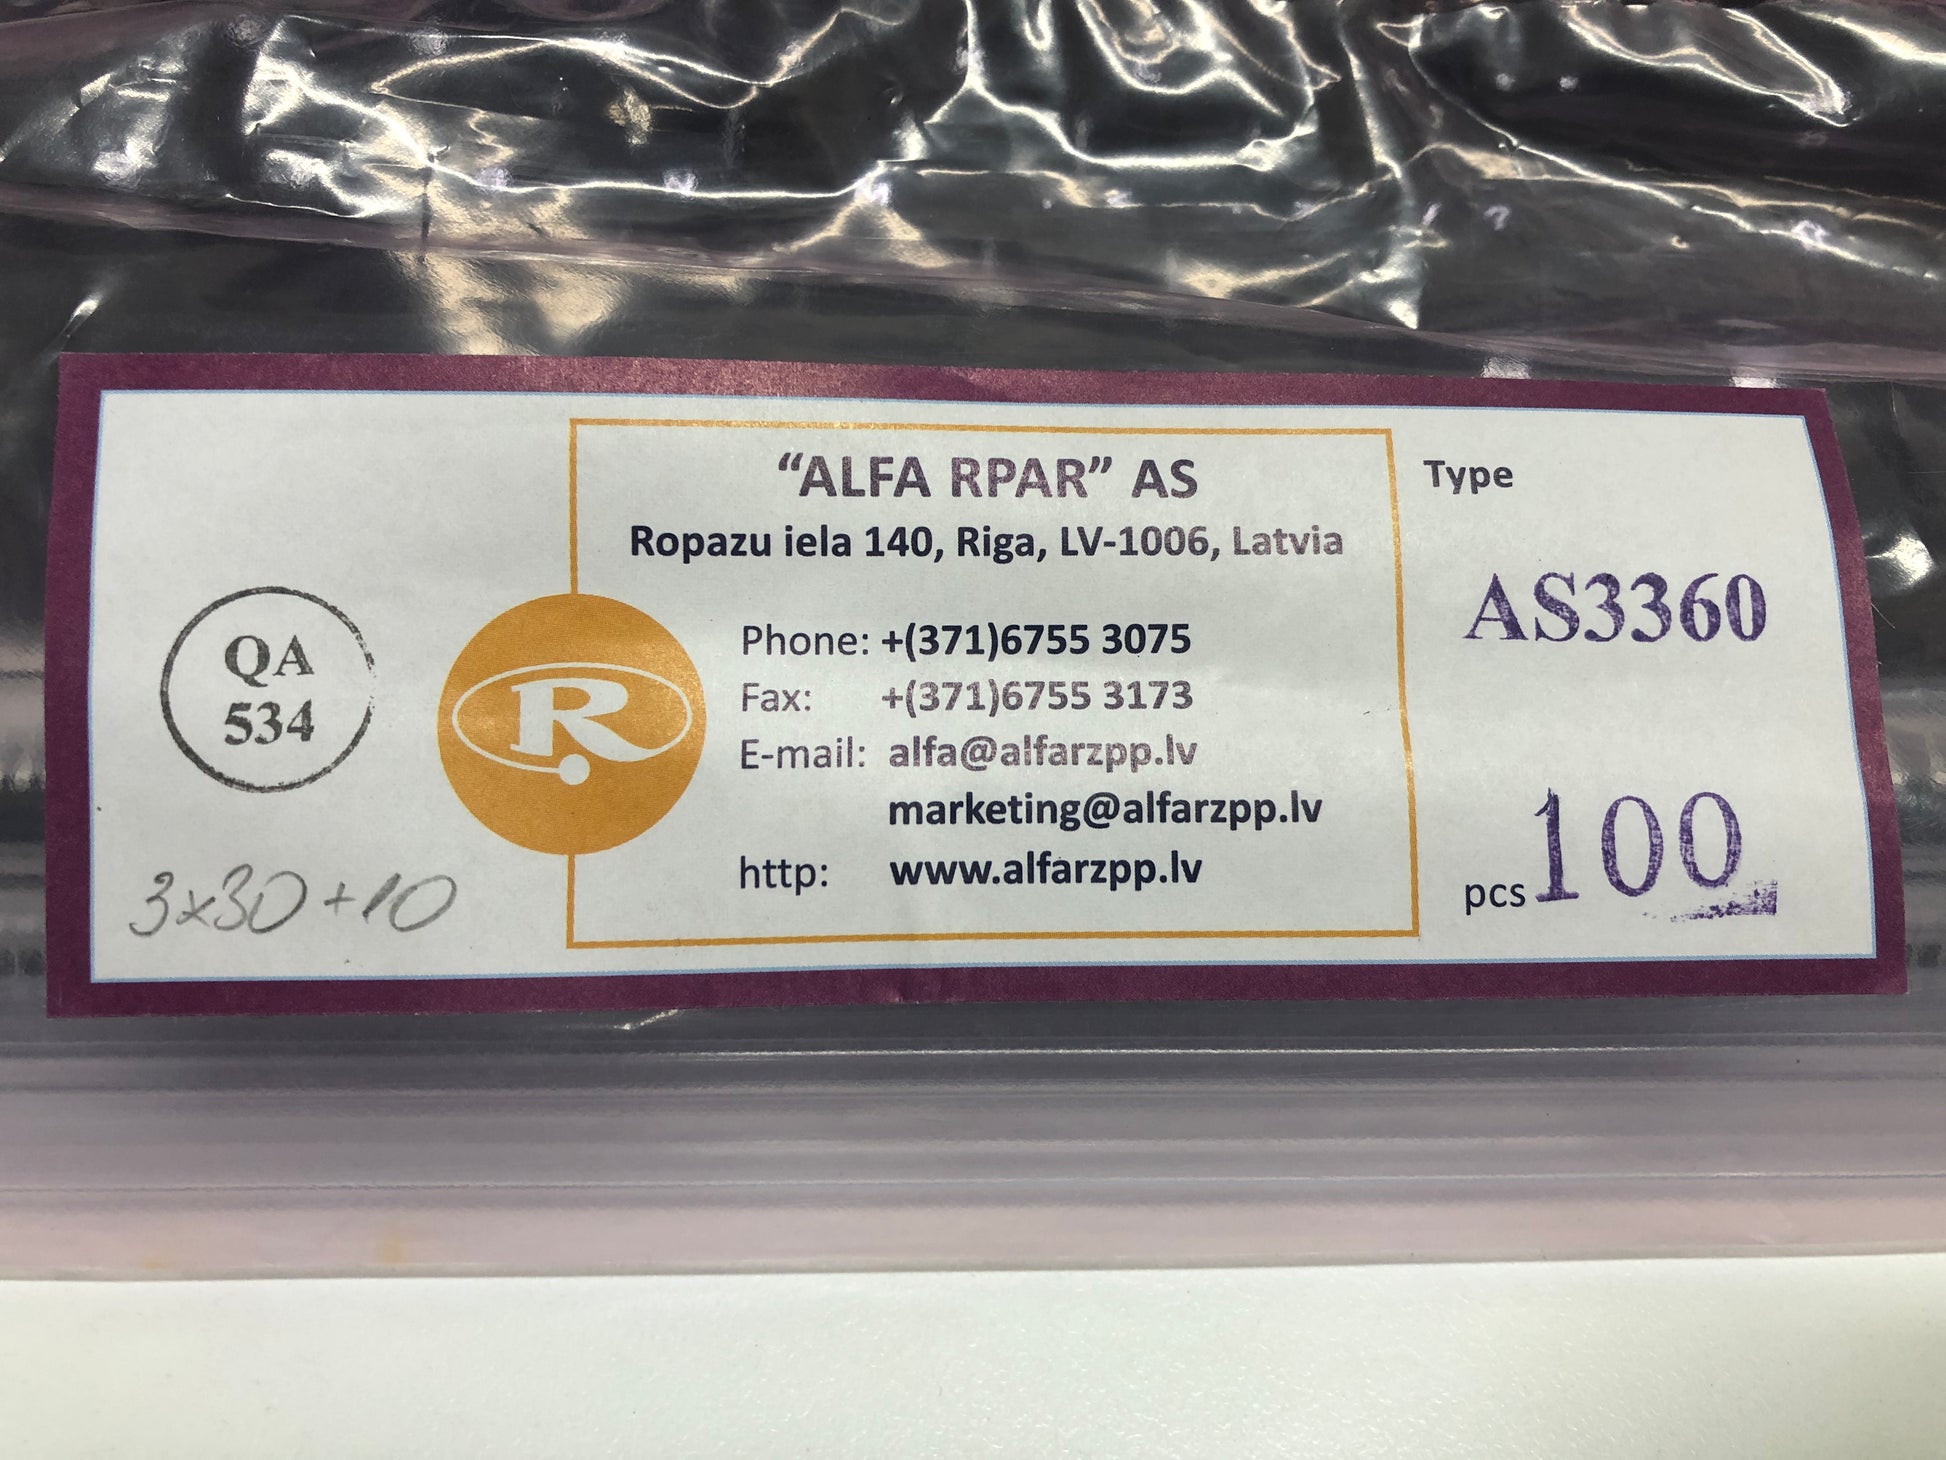 "ALFA RPAR" AS
Ropazu iela 140, Riga, LV-1006, Latvia
Phone: +(371)6755 3075
Fax: +(371)6755 3173
E-mail: alfa@alfarzpp.lv
marketing@alfarzpp.lv
http: www.alfarzpp.lv
QA
534
R
3x30+10
Type
AS3360
pcs 100